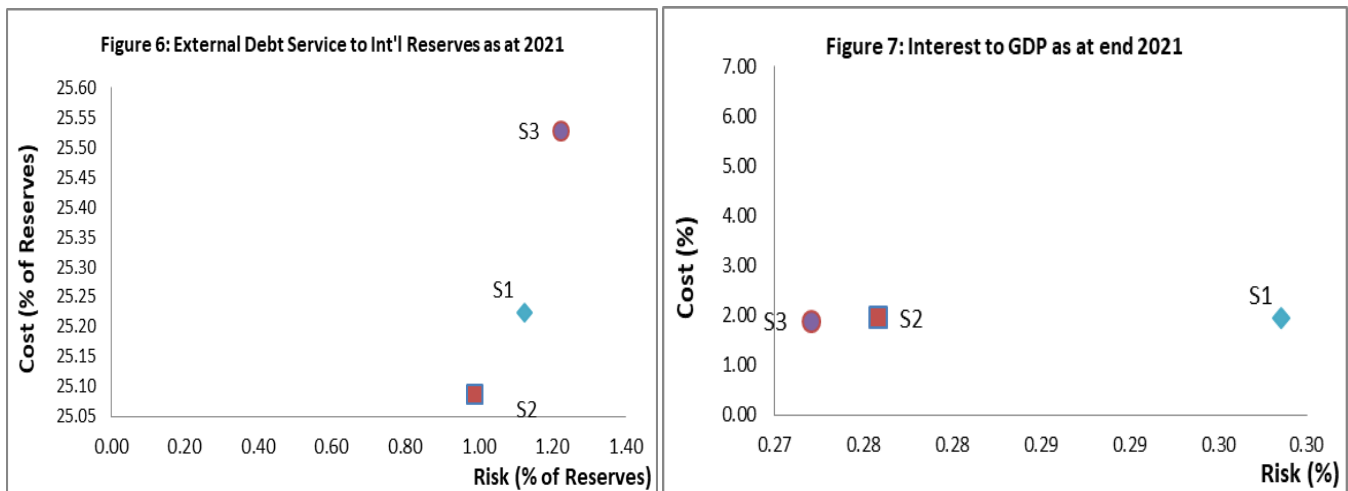 Figure 6: External Debt Service to Int'l Reserves as at 2021
Cost (% of Reserves)
25.60
25.55
25.50
25.45
25.40
25.35
25.30
25.25
25.20
25.15
25.10
25.05
S3
S1
S2
0.00 0.20 0.40 0.60 0.80 1.00 1.20 1.40
Risk (% of Reserves)
Figure 7: Interest to GDP as at end 2021
Cost (%)
7.00
6.00
5.00
4.00
3.00
2.00
1.00
0.00
S3
S2
S1
0.27 0.28 0.28 0.29 0.29 0.30 0.30
Risk (%)